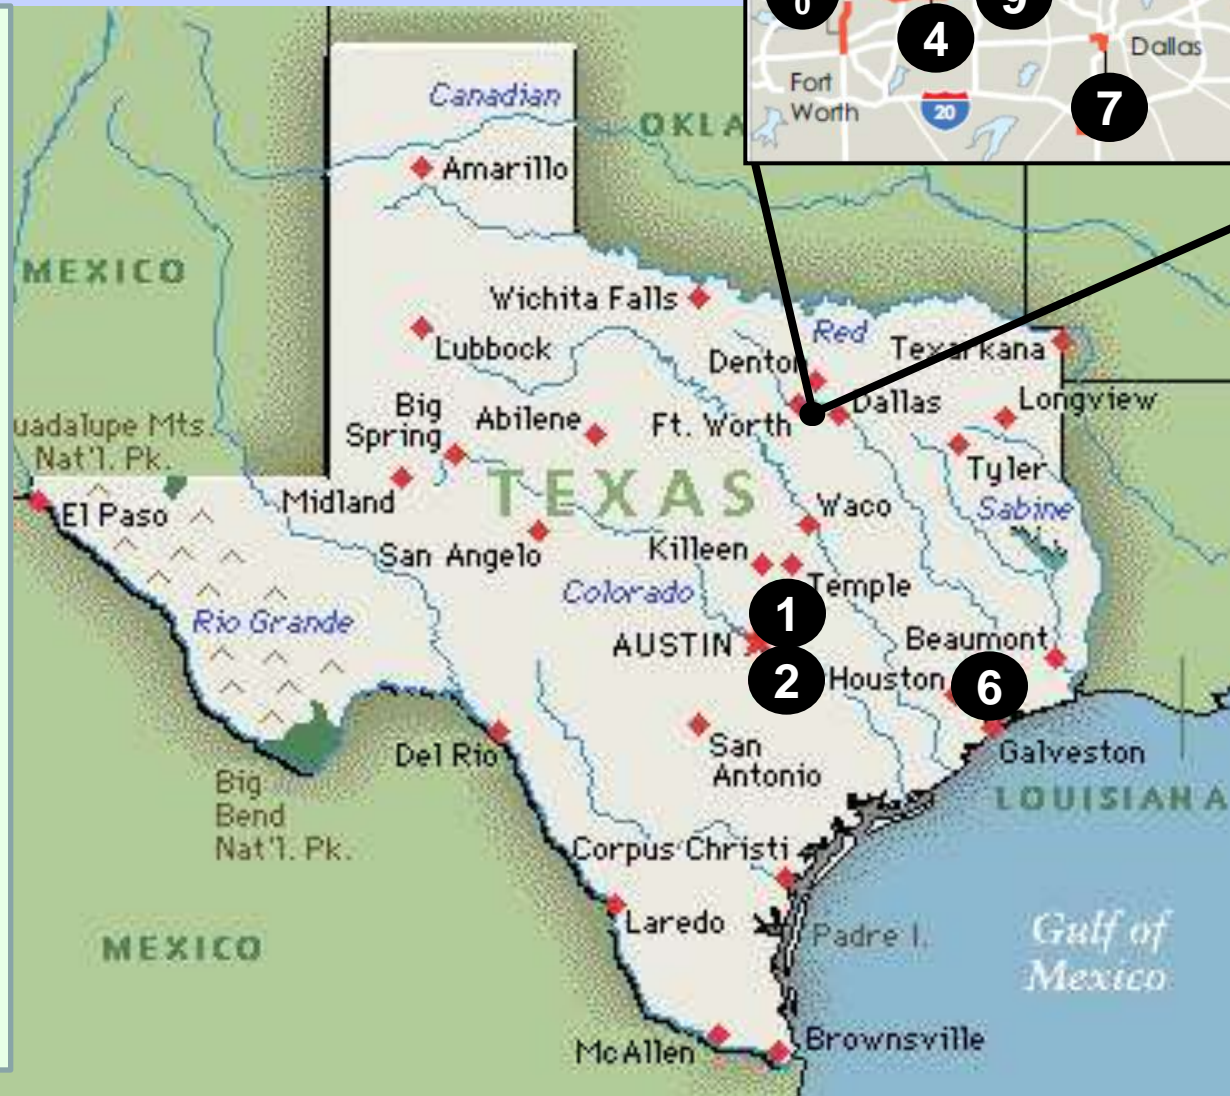 0
9
4
Dallas
Fort
Worth
20
7
Canadian
OKLA
Amarillo
MEXICO
Wichita Falls
Red
Lubbock
Texarkana
Denton
Big
Spring
Abilene
Ft. Worth
Dallas
Longview
uadalupe Mts.
Nat'l. Pk.
Tyler
TEXAS
Midland
El Paso
Waco
Sabine
San Angelo
Killeen
Temple
Colorado
1
Rio Grande
AUSTIN
Beaumont
2
Houston
6
Del Rio
San
Antonio
Galveston
Big
Bend
Nat'l. Pk.
LOUISIANA
Corpus Christi
Laredo
Padre I.
MEXICO
Gulf of
Mexico
McAllen
Brownsville